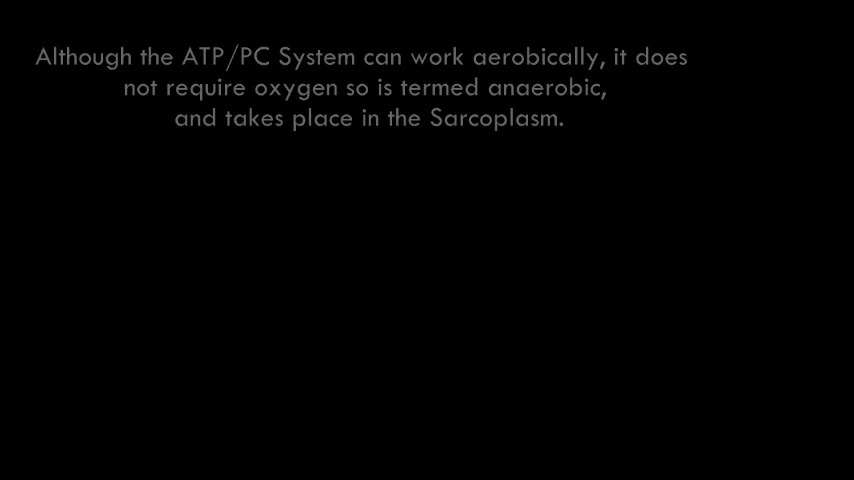 Although the ATP/PC System can work aerobically, it does
not require oxygen so is termed anaerobic,
and takes place in the Sarcoplasm.